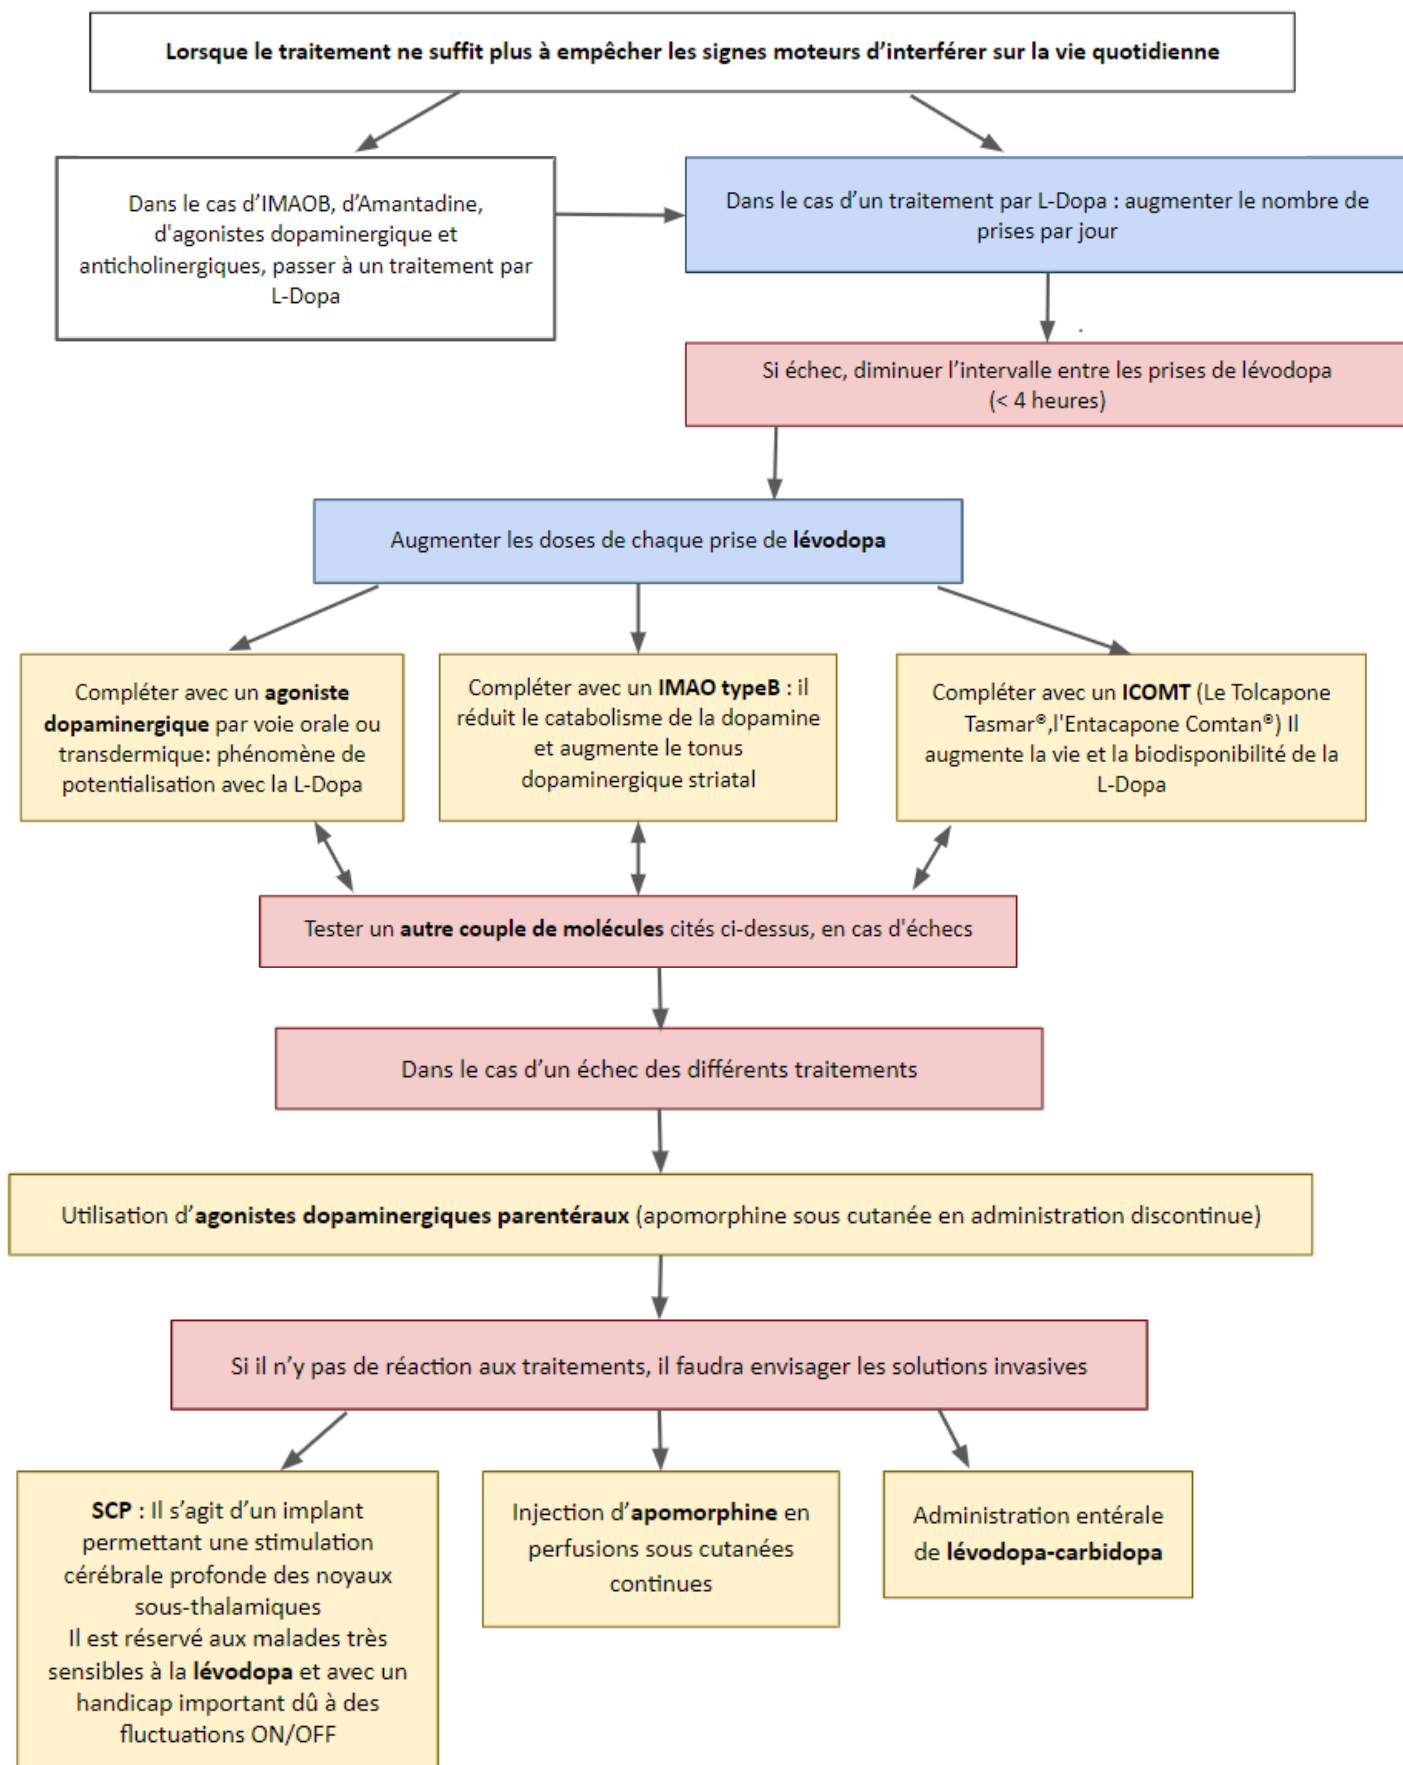 Lorsque le traitement ne suffit plus à empêcher les signes moteurs d’interférer sur la vie quotidienne
Dans le cas d’IMAOB, d’Amantadine,
d'agonistes dopaminergique et
anticholinergiques, passer à un traitement par
L-Dopa
Dans le cas d’un traitement par L-Dopa : augmenter le nombre de
prises par jour
Si échec, diminuer l’intervalle entre les prises de lévodopa
(< 4 heures)
Augmenter les doses de chaque prise de lévodopa
Compléter avec un agoniste
dopaminergique par voie orale ou
transdermique: phénomène de
potentialisation avec la L-Dopa
Compléter avec un IMAO typeB : il
réduit le catabolisme de la dopamine
et augmente le tonus
dopaminergique striatal
Compléter avec un ICOMT (Le Tolcapone
Tasmar®,l'Entacapone Comtan®) Il
augmente la vie et la biodisponibilité de la
L-Dopa
Tester un autre couple de molécules cités ci-dessus, en cas d'échecs
Dans le cas d’un échec des différents traitements
Utilisation d’agonistes dopaminergiques parentéraux (apomorphine sous cutanée en administration discontinue)
Si il n’y pas de réaction aux traitements, il faudra envisager les solutions invasives
SCP : Il s’agit d’un implant
permettant une stimulation
cérébrale profonde des noyaux
sous-thalamiques
Il est réservé aux malades très
sensibles à la lévodopa et avec un
handicap important dû à des
fluctuations ON/OFF
Injection d’apomorphine en
perfusions sous cutanées
continues
Administration entérale
de lévodopa-carbidopa